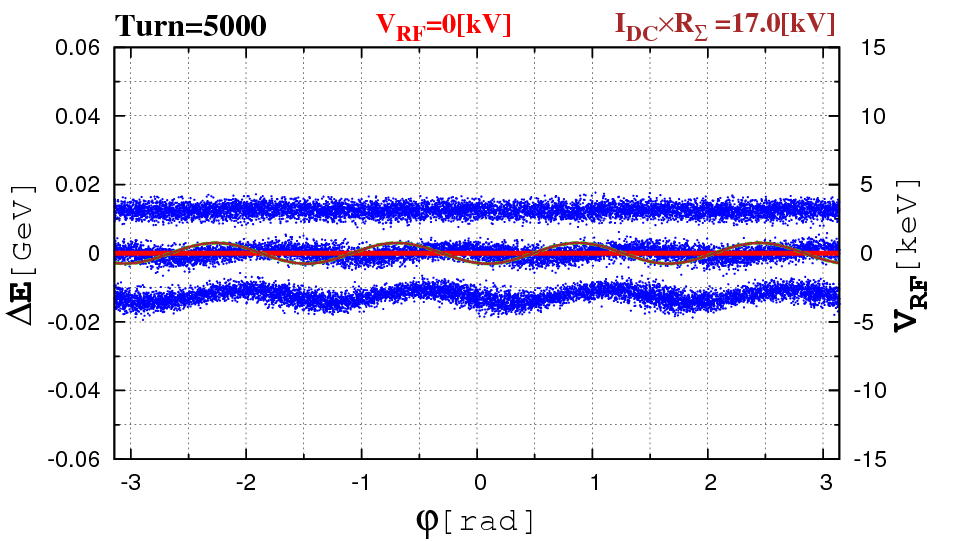 Turn=5000 V_RF=0[kV] I_DC×R_Σ =17.0[kV]
0.06 15
0.04 10
0.02 5
0 0
-0.02 -5
-0.04 -10
-0.06 -15
ΔE[GeV]
V_RF[keV]
-3 -2 -1 0 1 2 3
φ[rad]